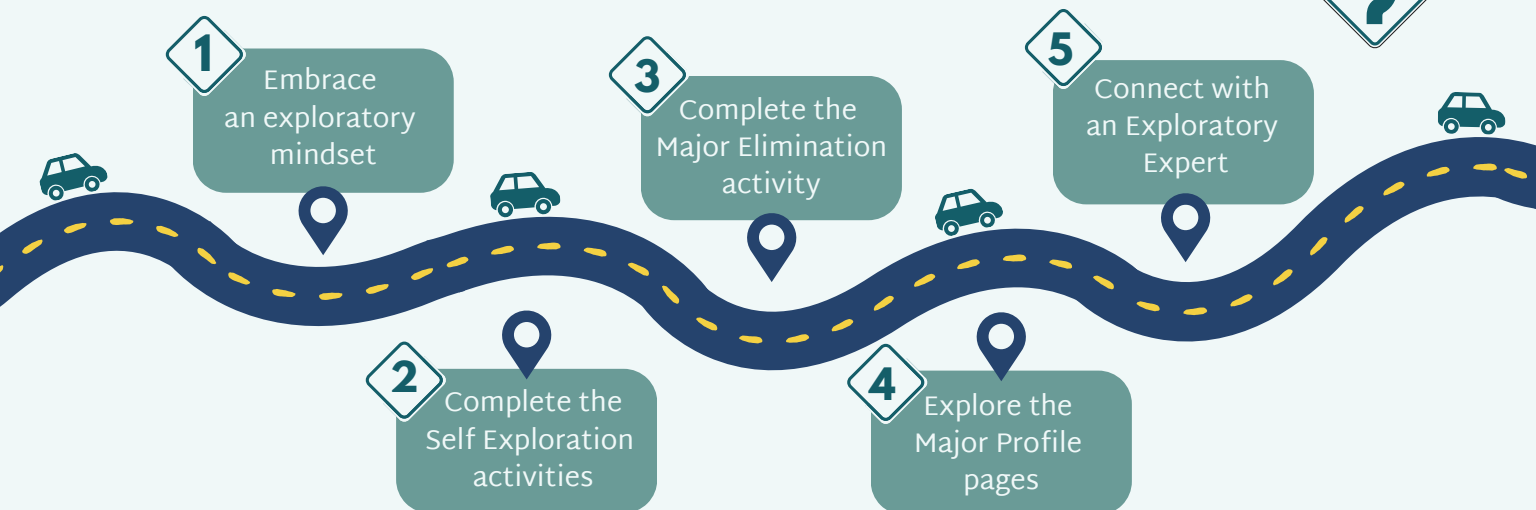 1
Embrace
an exploratory
mindset
2
Complete the
Self Exploration
activities
3
Complete the
Major Elimination
activity
4
Explore the
Major Profile
pages
5
Connect with
an Exploratory
Expert